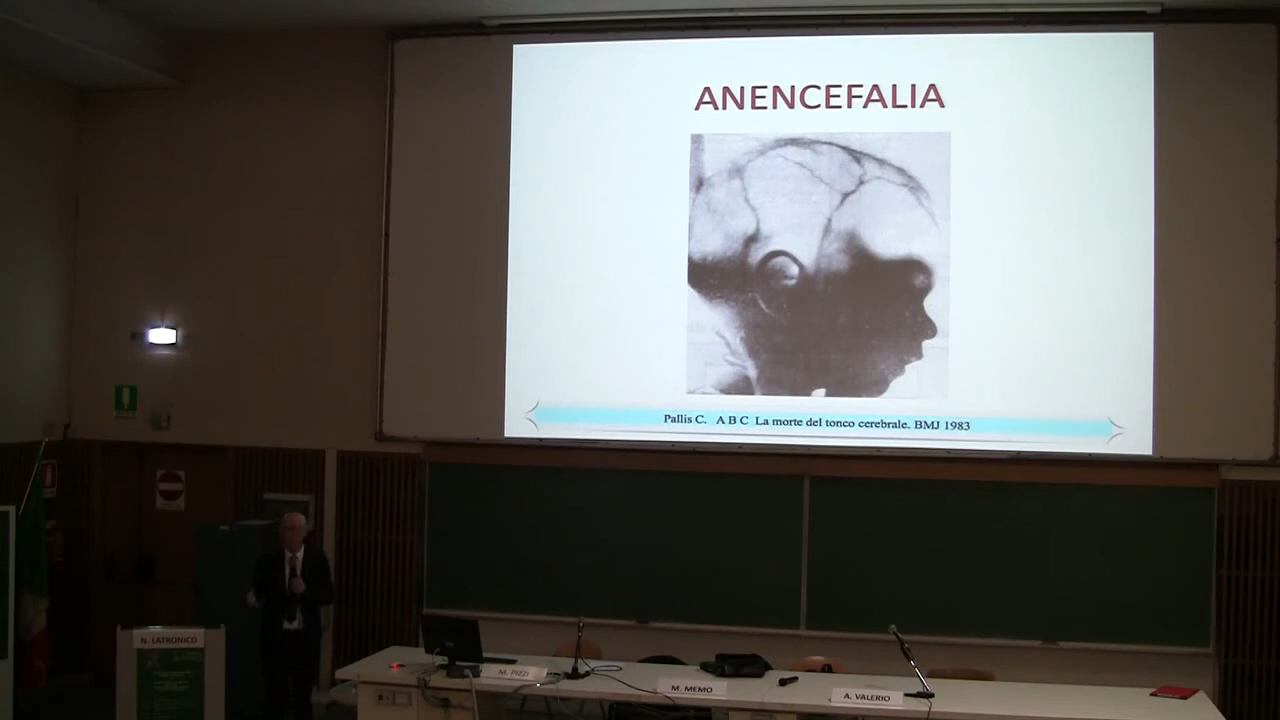 ANENCEFALIA
Pallis C. A B C La morte del tonco cerebrale. BMJ 1983
N. LATRONICO
M. PIZZI
M. MEMO
A. VALERIO